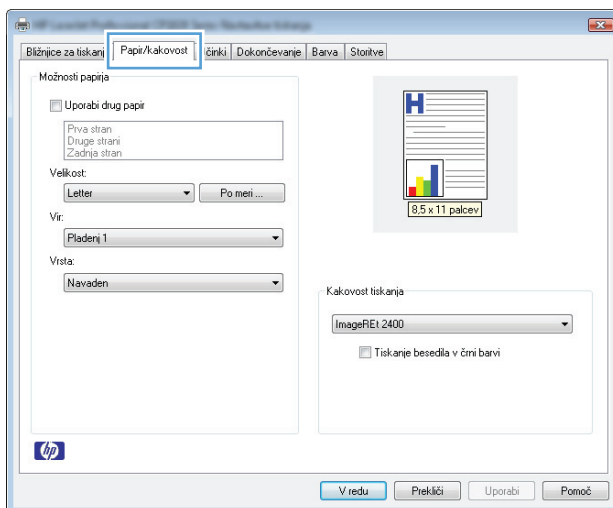 Bližnjice za tiskanj Papir/kakovost činki Dokončevanje Barva Storitve
Možnosti papirja
Uporabi drug papir
Prva stran
Druge strani
Zadnja stran
Velikost:
Letter Po meri ...
8,5 x 11 palcev
Vir:
Pladenj 1
Vrsta:
Navaden
Kakovost tiskanja
ImageREt 2400
Tiskanje besedila v črni barvi
hp
V redu Prekliči Uporabi Pomoč